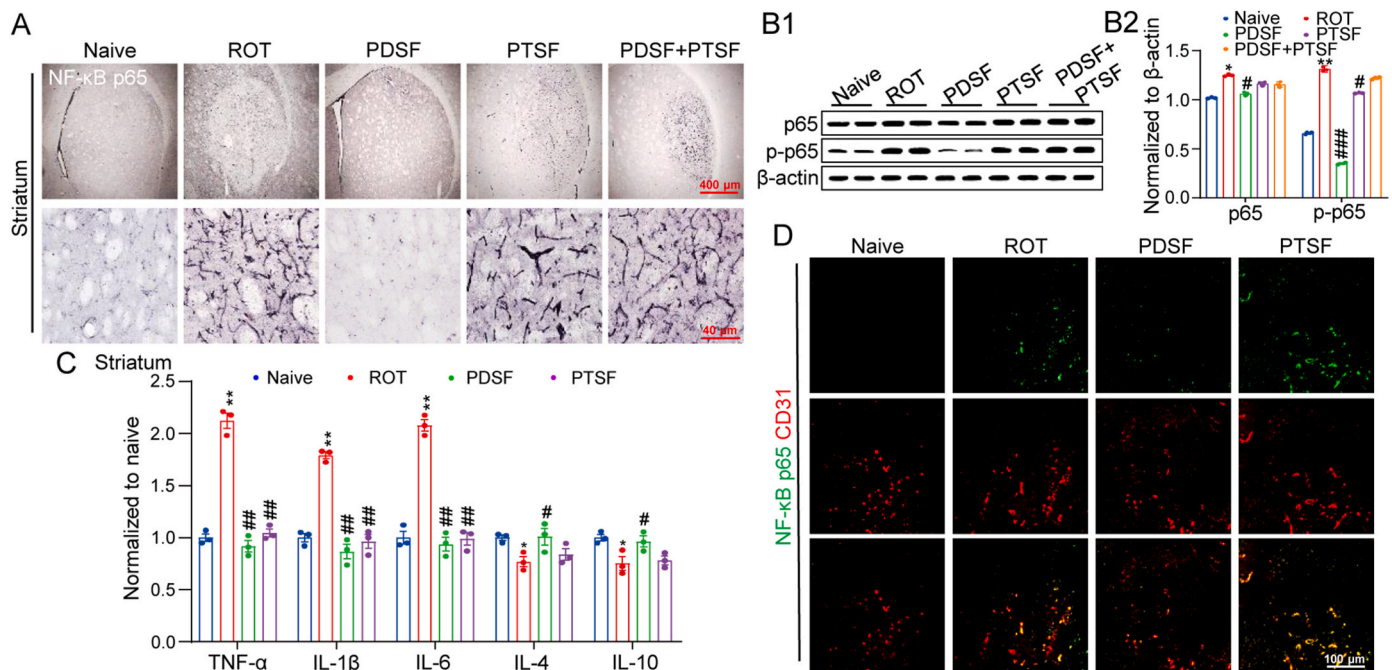 A
Naive ROT PDSF PTSF PDSF+PTSF
NF-κB p65
Striatum
400 μm
40 μm
B1
Naive ROT PDSF PTSF PDSF+
PTSF
p65
p-p65
β-actin
B2
Naive ROT
PDSF PTSF
PDSF+PTSF
Normalized to β-actin
1.5
1.0
0.5
0.0
* # ** ### #
p65 p-p65
C Striatum
Naive ROT PDSF PTSF
Normalized to naive
2.5
2.0
1.5
1.0
0.5
0.0
** ## ## ** ## ## ** ## ## * # * #
TNF-α IL-1β IL-6 IL-4 IL-10
D
Naive ROT PDSF PTSF
NF-κB p65 CD31
100 μm